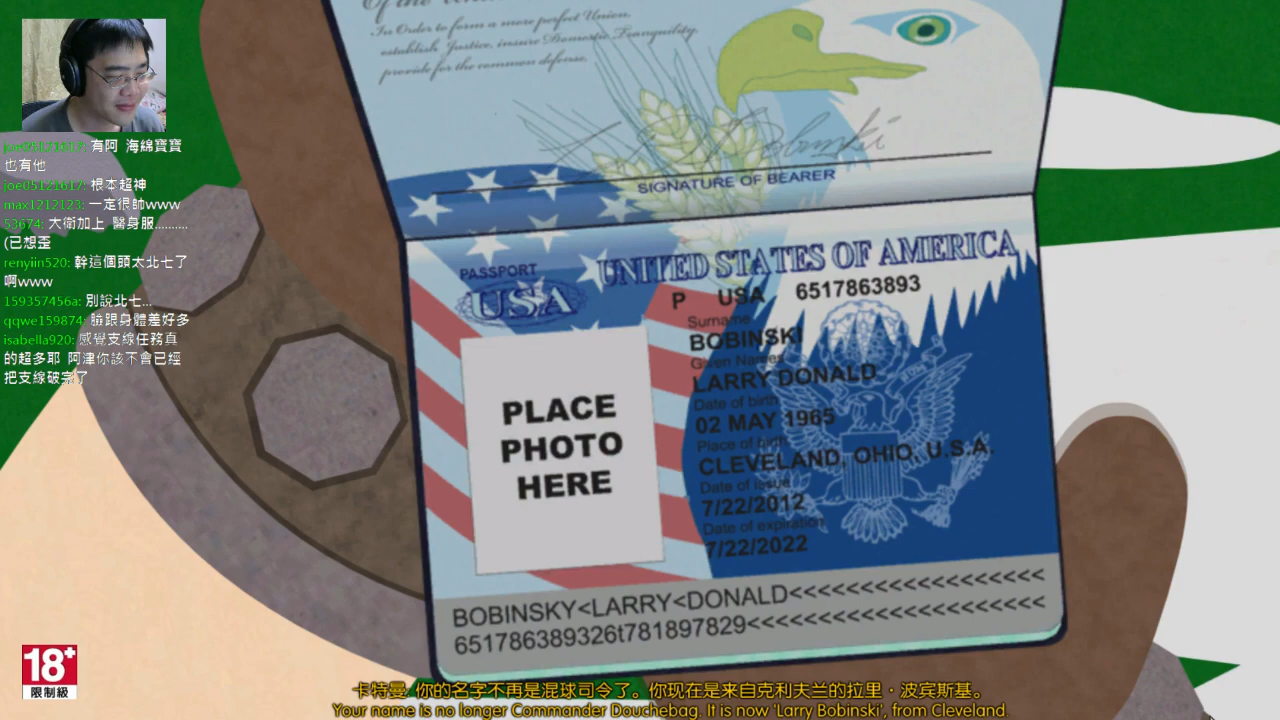 Of the
In Order to form a more perfect Union,
establish Justice, insure Domestic Tranquility,
provide for the common defense,
SIGNATURE OF BEARER
PASSPORT
USA
UNITED STATES OF AMERICA
P USA 6517863893
Surname
BOBINSKI
Given Names
LARRY DONALD
Date of birth
02 MAY 1965
Place of birth
CLEVELAND, OHIO, U.S.A.
Date of issue
7/22/2012
Date of expiration
7/22/2022
PLACE
PHOTO
HERE
BOBINSKY<LARRY<DONALD<<<<<<<<<<<<<<<<<<<
651786389326t781897829<<<<<<<<<<<<<<<<<<<<<<
有阿 海綿寶寶
也有他
joe05121617: 根本超神
max1212123: 一定很帥www
53674: 大衛加上 醫身服..........
(已想歪
renyiin520: 幹這個頭太北七了
啊www
159357456a: 別說北七...
qqwe159874: 臉跟身體差好多
isabella920: 感覺支線任務真
的超多耶 阿津你該不會已經
把支線破完了
18+
限制級
卡特曼: 你的名字不再是混球司令了。你现在是来自克利夫兰的拉里·波宾斯基。
Your name is no longer Commander Douchebag. It is now 'Larry Bobinski', from Cleveland.